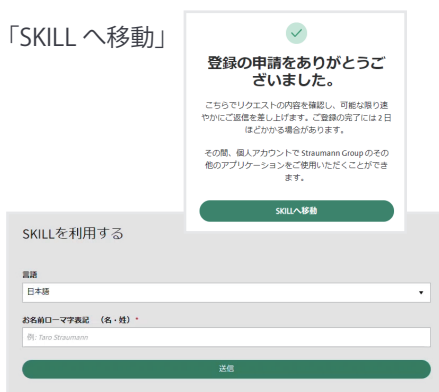 「SKILL へ移動」
登録の申請をありがとうご
ざいました。
こちらでリクエストの内容を確認し、可能な限り速
やかにご返信を差し上げます。ご登録の完了には2日
ほどかかる場合があります。
その間、個人アカウントで Straumann Group のその
他のアプリケーションをご使用いただくことができ
ます。
SKILLへ移動
SKILLを利用する
言語
日本語
お名前ローマ字表記 （名・姓）*
例: Taro Straumann
送信